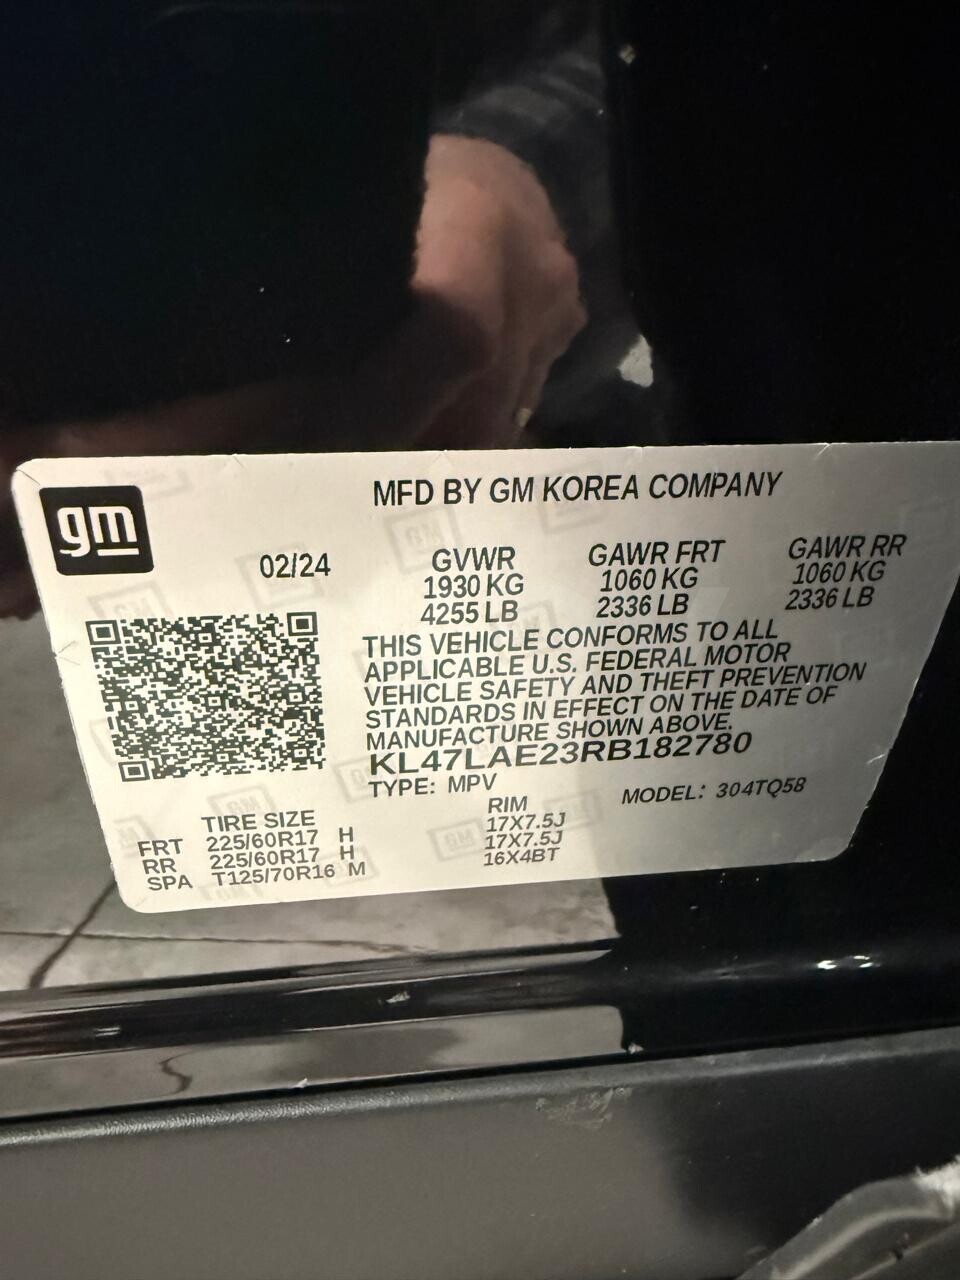 gm
MFD BY GM KOREA COMPANY
02/24
GVWR GAWR FRT GAWR RR
1930 KG 1060 KG 1060 KG
4255 LB 2336 LB 2336 LB
THIS VEHICLE CONFORMS TO ALL
APPLICABLE U.S. FEDERAL MOTOR
VEHICLE SAFETY AND THEFT PREVENTION
STANDARDS IN EFFECT ON THE DATE OF
MANUFACTURE SHOWN ABOVE.
KL47LAE23RB182780
TYPE: MPV MODEL: 304TQ58
TIRE SIZE RIM
FRT 225/60R17 H 17X7.5J
RR 225/60R17 H 17X7.5J
SPA T125/70R16 M 16X4BT